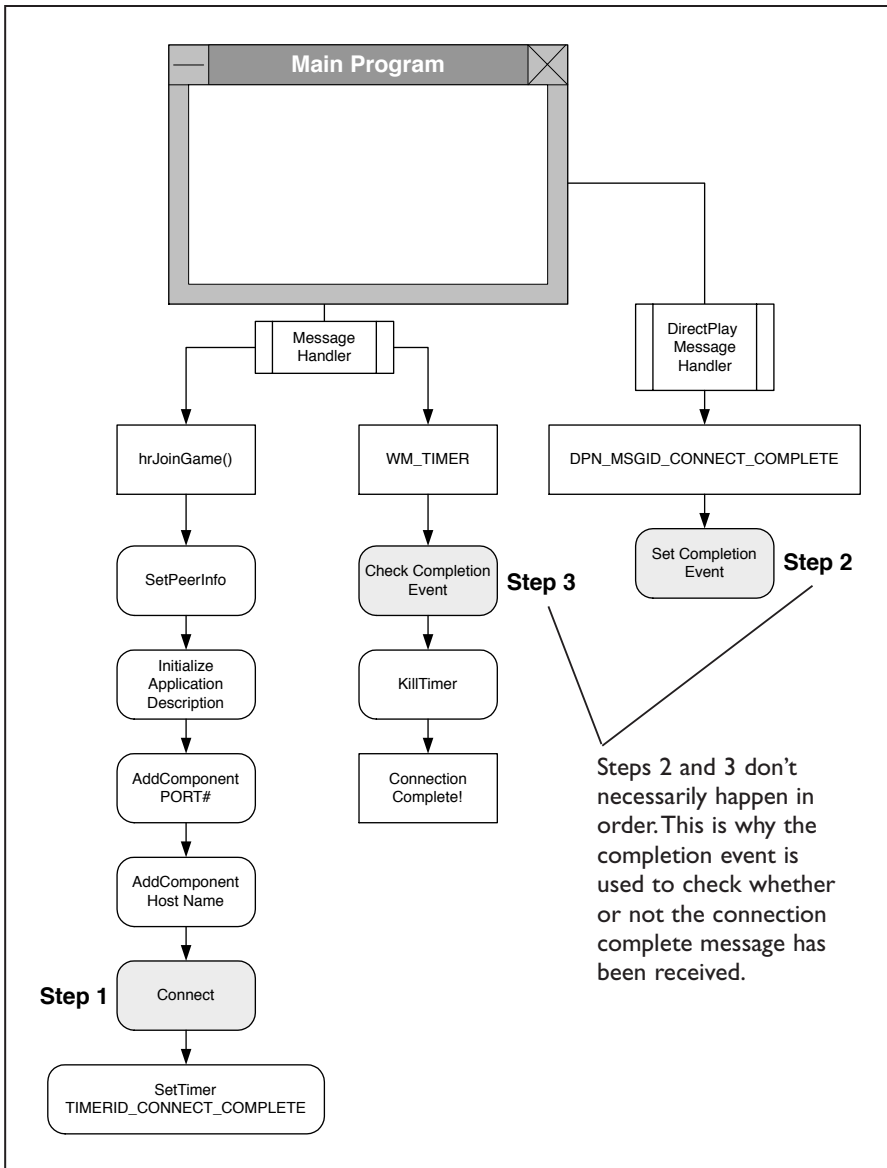 Main Program
Message
Handler
DirectPlay
Message
Handler
hrJoinGame()
WM_TIMER
DPN_MSGID_CONNECT_COMPLETE
SetPeerInfo
Check Completion
Event
Step 3
Set Completion
Event
Step 2
Initialize
Application
Description
KillTimer
AddComponent
PORT#
Connection
Complete!
Steps 2 and 3 don’t
necessarily happen in
order. This is why the
completion event is
used to check whether
or not the connection
complete message has
been received.
AddComponent
Host Name
Step 1
Connect
SetTimer
TIMERID_CONNECT_COMPLETE